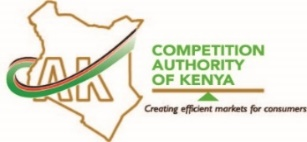 CAK
COMPETITION
AUTHORITY
OF KENYA
Creating efficient markets for consumers